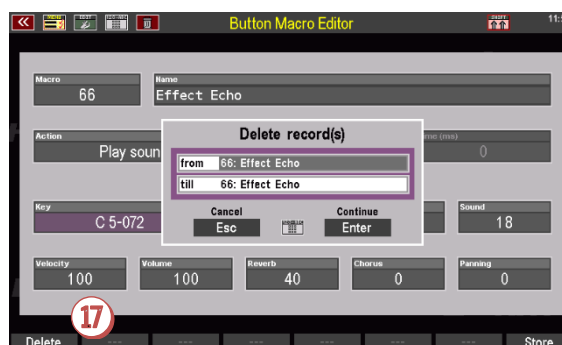 Button Macro Editor
Macro
66
Name
Effect Echo
Action
Play soun
me (ms)
0
Delete record(s)
from 66: Effect Echo
till 66: Effect Echo
Cancel
Esc
Continue
Enter
Key
C 5-072
Sound
18
Velocity
100
Volume
100
Reverb
40
Chorus
0
Panning
0
17
Delete --- --- --- --- --- --- Store